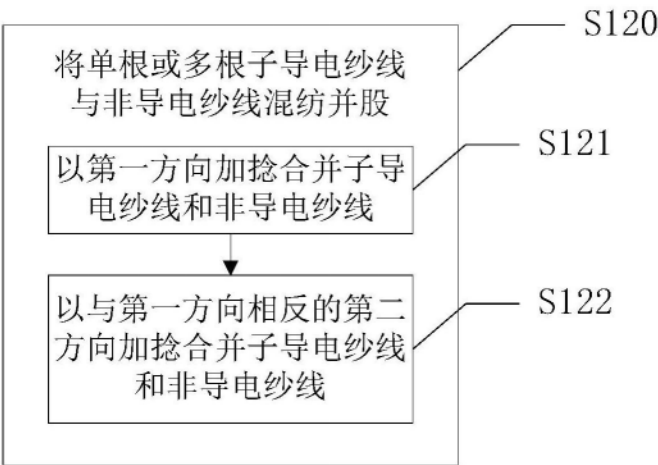 S120
将单根或多根子导电纱线
与非导电纱线混纺并股
S121
以第一方向加捻合并子导
电纱线和非导电纱线
以与第一方向相反的第二
方向加捻合并子导电纱线
和非导电纱线
S122